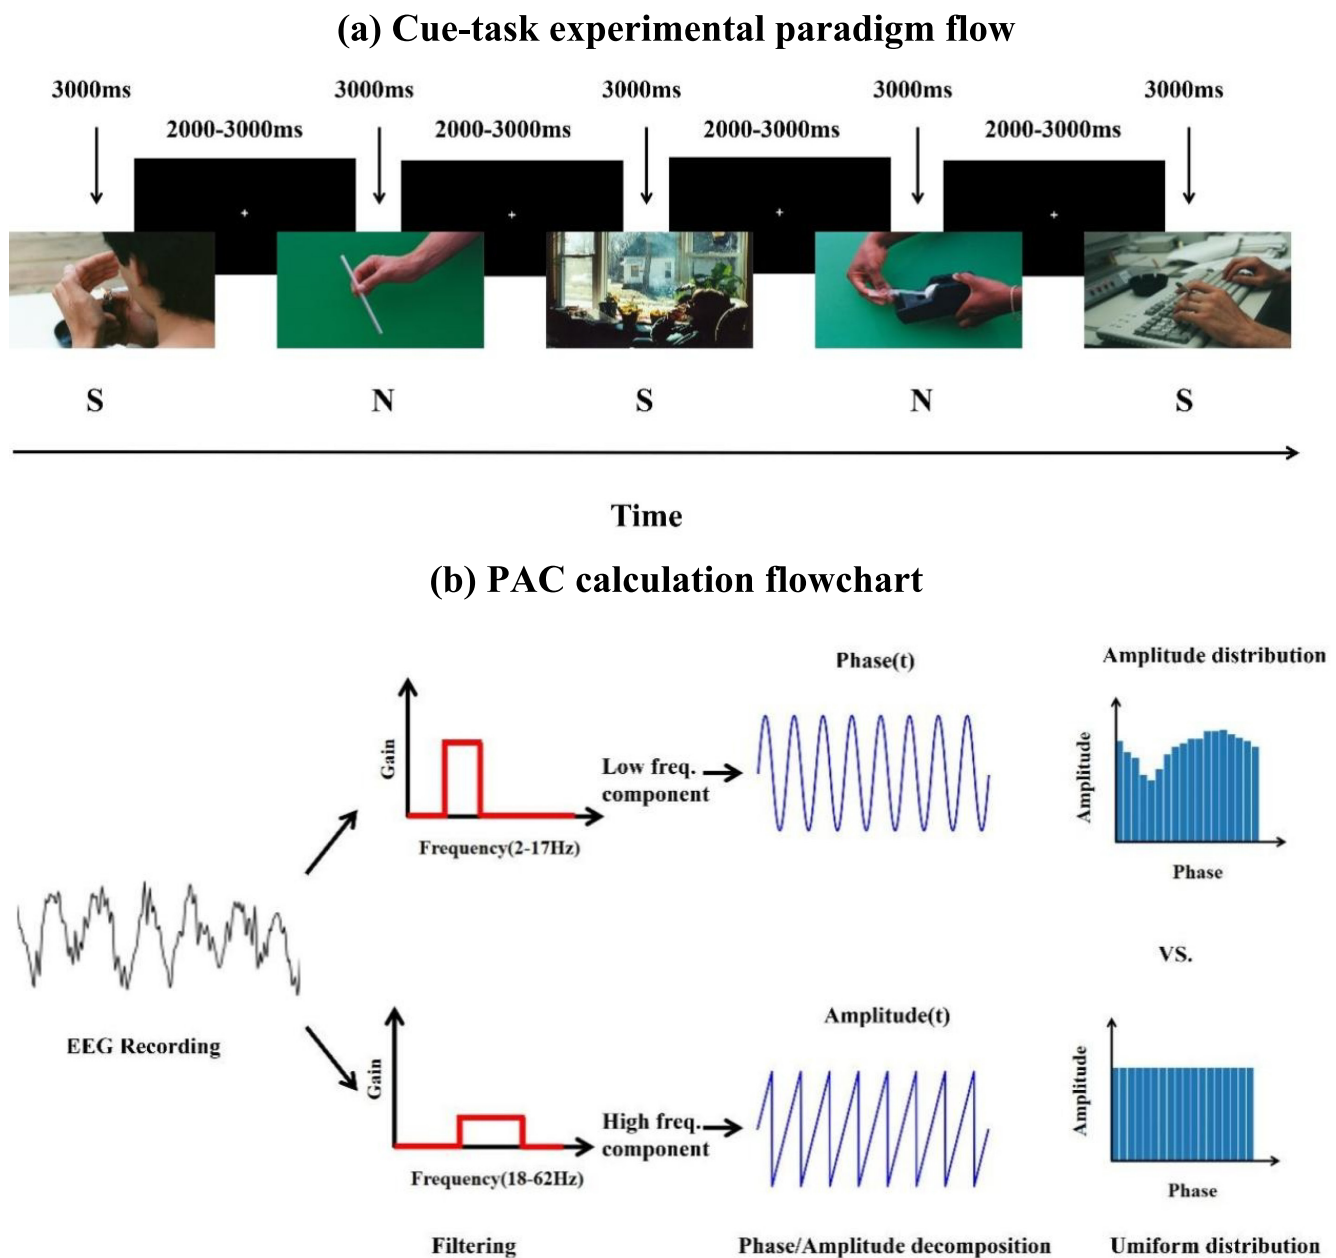 (a) Cue-task experimental paradigm flow
3000ms 3000ms 3000ms 3000ms 3000ms
2000-3000ms 2000-3000ms 2000-3000ms 2000-3000ms
S N S N S
Time
(b) PAC calculation flowchart
Phase(t)
Amplitude distribution
Gain
Low freq.
component
Amplitude
Frequency(2-17Hz)
Phase
VS.
EEG Recording
Amplitude(t)
Gain
High freq.
component
Amplitude
Frequency(18-62Hz)
Phase
Filtering
Phase/Amplitude decomposition
Umiform distribution